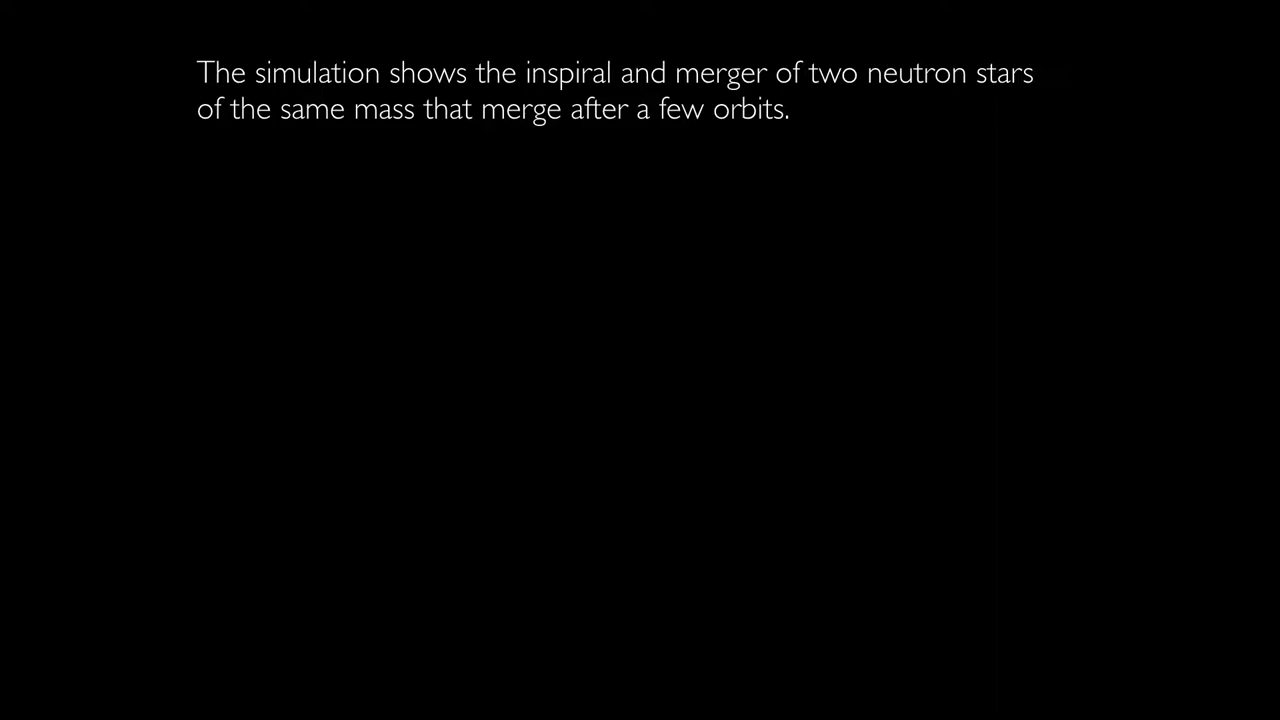 The simulation shows the inspiral and merger of two neutron stars
of the same mass that merge after a few orbits.